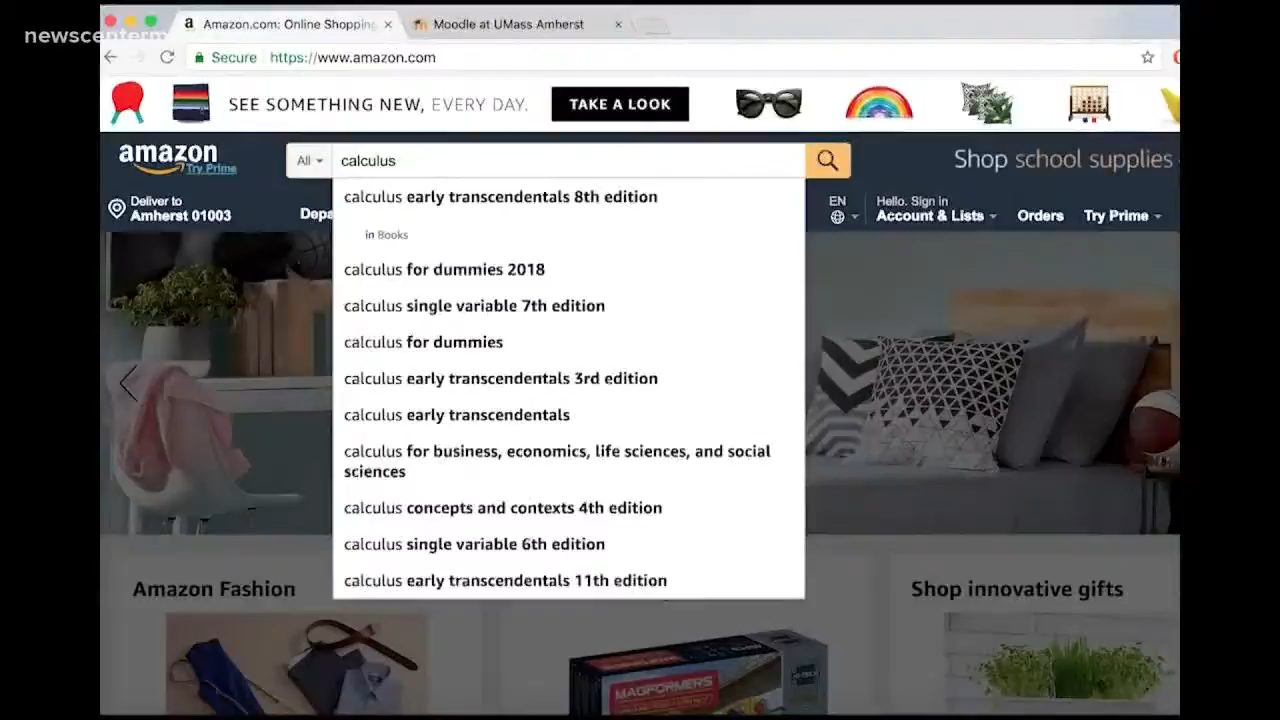 Amazon.com: Online Shopping
Moodle at UMass Amherst
newscenterm
Secure
https://www.amazon.com
SEE SOMETHING NEW, EVERY DAY.
TAKE A LOOK
amazon
Try Prime
All
calculus
Shop school supplies
Deliver to
Amherst 01003
Depa
EN
Hello. Sign in
Account & Lists
Orders
Try Prime
calculus early transcendentals 8th edition
in Books
calculus for dummies 2018
calculus single variable 7th edition
calculus for dummies
calculus early transcendentals 3rd edition
calculus early transcendentals
calculus for business, economics, life sciences, and social
sciences
calculus concepts and contexts 4th edition
calculus single variable 6th edition
calculus early transcendentals 11th edition
Amazon Fashion
Shop innovative gifts
MAGFORMERS